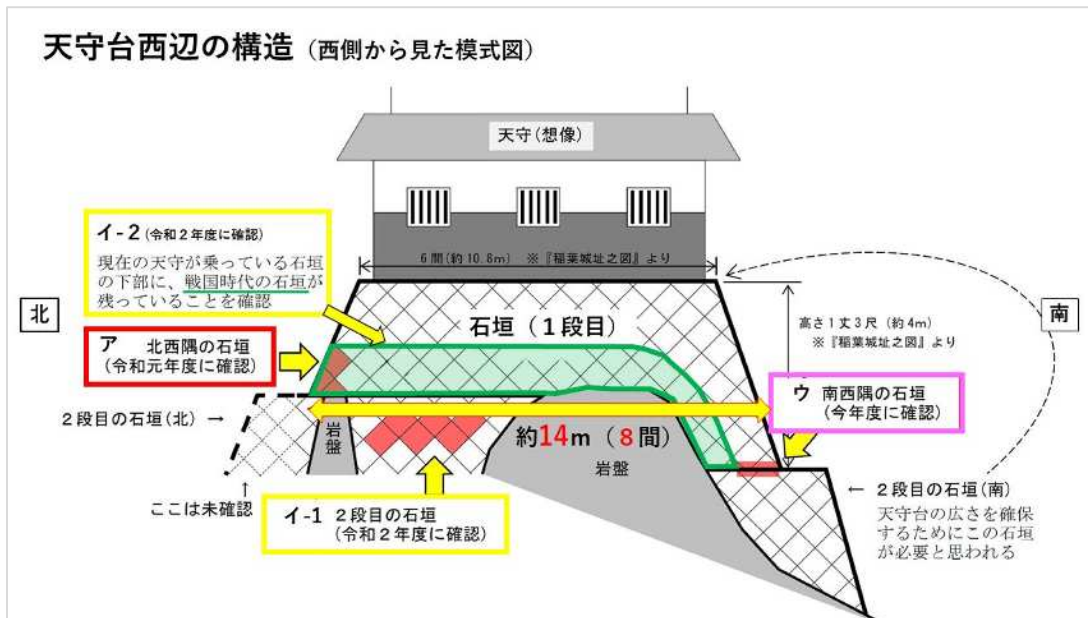 天守台西辺の構造（西側から見た模式図）
天守（想像）
イ-2（令和２年度に確認）
現在の天守が乗っている石垣
の下部に、戦国時代の石垣が
残っていることを確認
6間（約10.8m） ※『稲葉城址之図』より
北
南
石垣（１段目）
高さ１丈３尺（約4m）
※『稲葉城址之図』より
ア 北西隅の石垣
（令和元年度に確認）
ウ 南西隅の石垣
（今年度に確認）
２段目の石垣（北）→
岩盤
約14m（８間）
岩盤
ここは未確認
イ-1 ２段目の石垣
（令和２年度に確認）
← ２段目の石垣（南）
天守台の広さを確保
するためにこの石垣
が必要と思われる